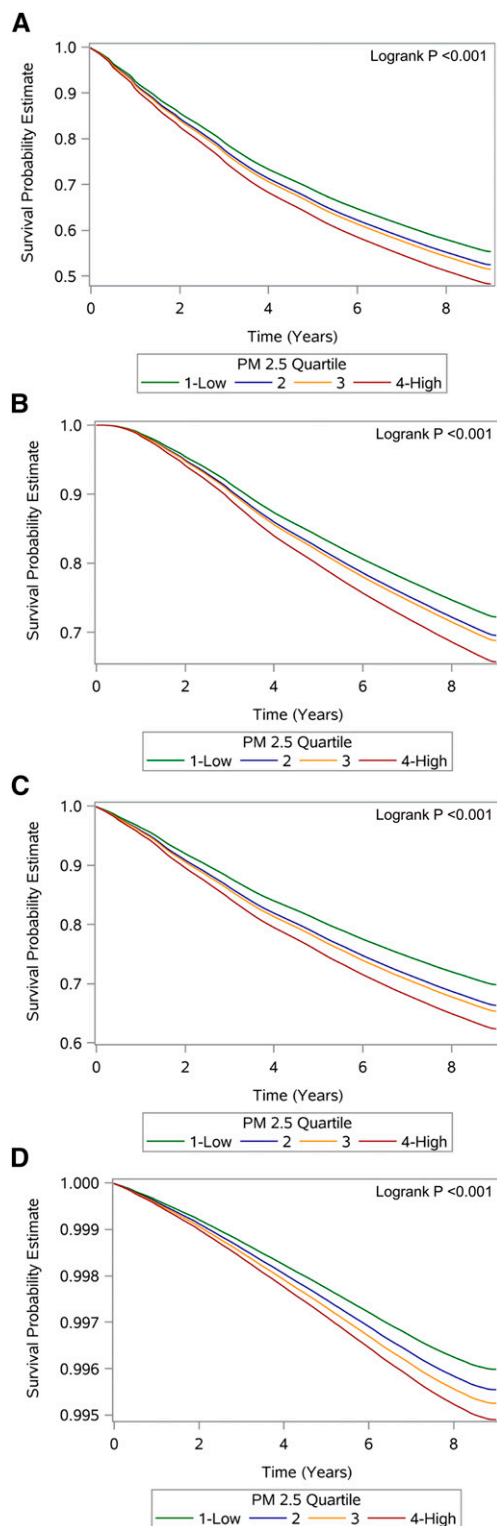 A
Logrank P <0.001
Survival Probability Estimate
1.0
0.9
0.8
0.7
0.6
0.5
0 2 4 6 8
Time (Years)
PM 2.5 Quartile
1-Low 2 3 4-High
B
Logrank P <0.001
Survival Probability Estimate
1.0
0.9
0.8
0.7
0 2 4 6 8
Time (Years)
PM 2.5 Quartile
1-Low 2 3 4-High
C
Logrank P <0.001
Survival Probability Estimate
1.0
0.9
0.8
0.7
0.6
0 2 4 6 8
Time (Years)
PM 2.5 Quartile
1-Low 2 3 4-High
D
Logrank P <0.001
Survival Probability Estimate
1.000
0.999
0.998
0.997
0.996
0.995
0 2 4 6 8
Time (Years)
PM 2.5 Quartile
1-Low 2 3 4-High